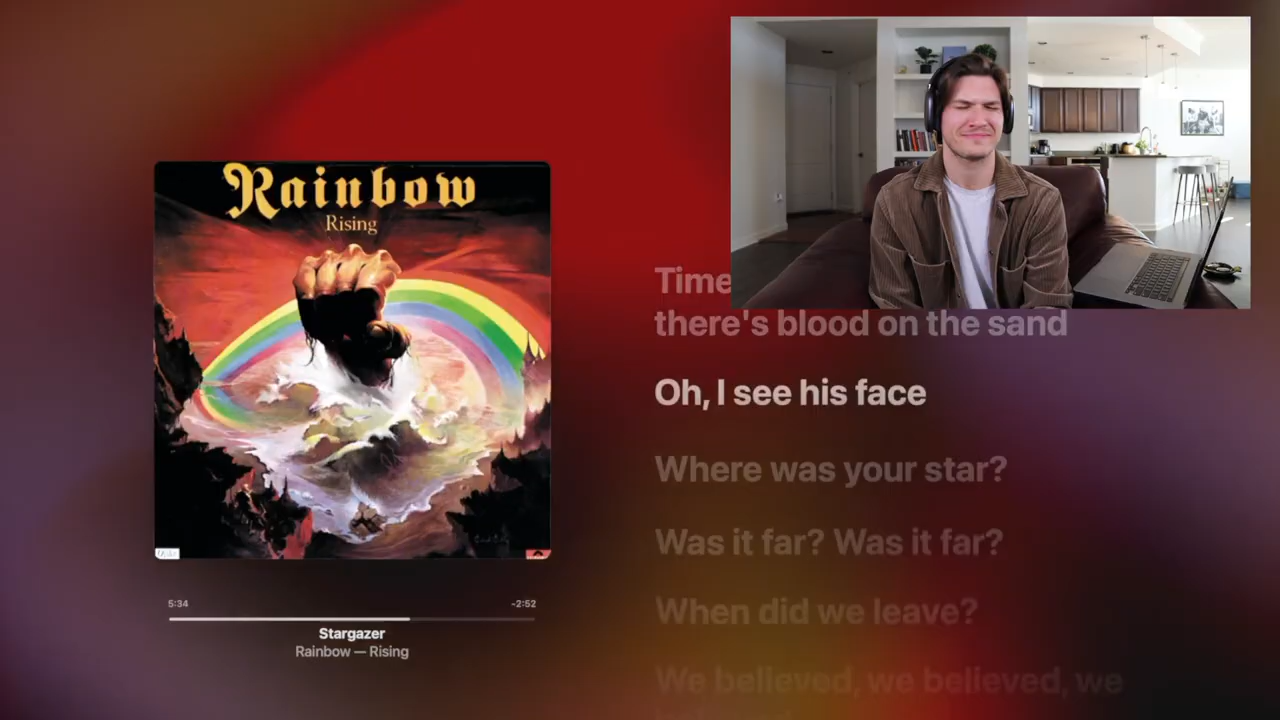 Rainbow
Rising
5:34
-2:52
Stargazer
Rainbow — Rising
Time
there's blood on the sand
Oh, I see his face
Where was your star?
Was it far? Was it far?
When did we leave?
We believed, we believed, we